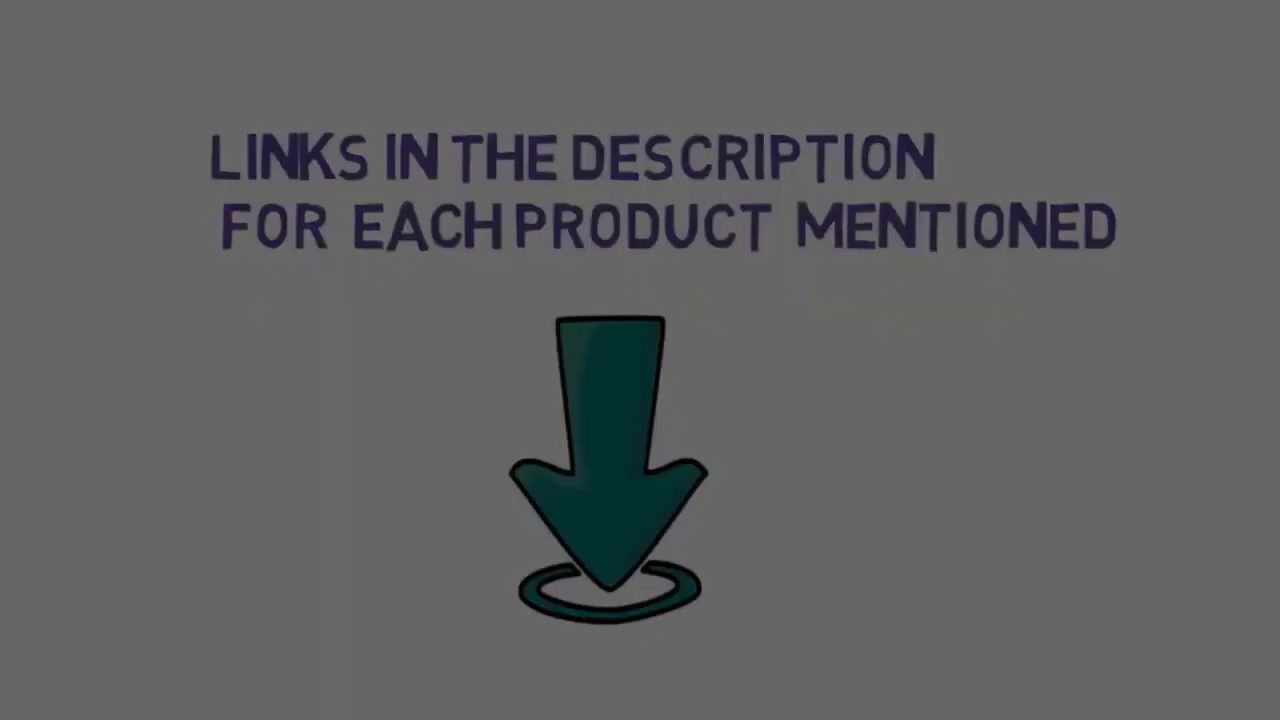 LINKS IN THE DESCRIPTION
FOR EACH PRODUCT MENTIONED